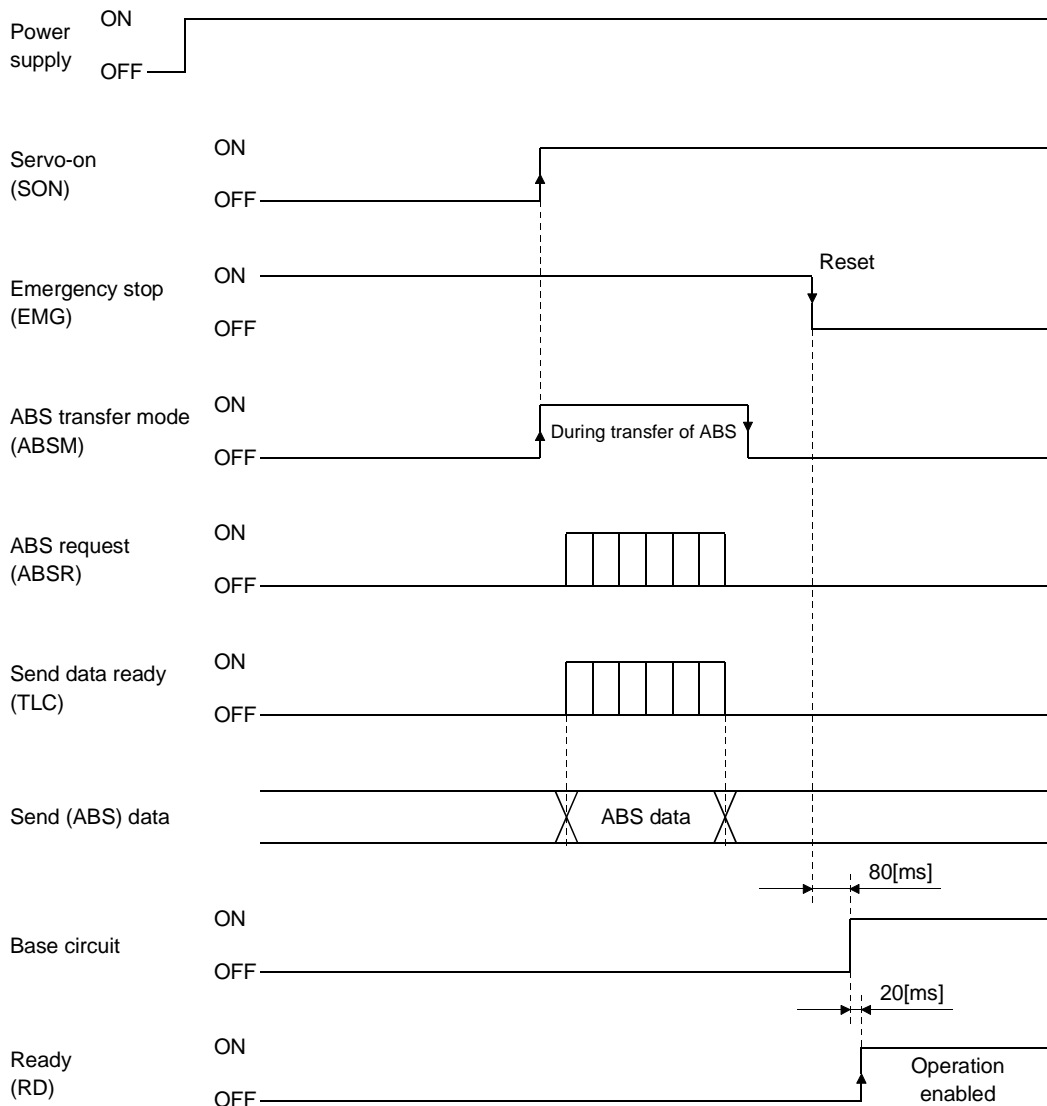 Power
supply
ON
OFF
Servo-on
(SON)
ON
OFF
Emergency stop
(EMG)
ON
OFF
Reset
ABS transfer mode
(ABSM)
ON
OFF
During transfer of ABS
ABS request
(ABSR)
ON
OFF
Send data ready
(TLC)
ON
OFF
Send (ABS) data
ABS data
80[ms]
Base circuit
ON
OFF
20[ms]
Ready
(RD)
ON
OFF
Operation
enabled